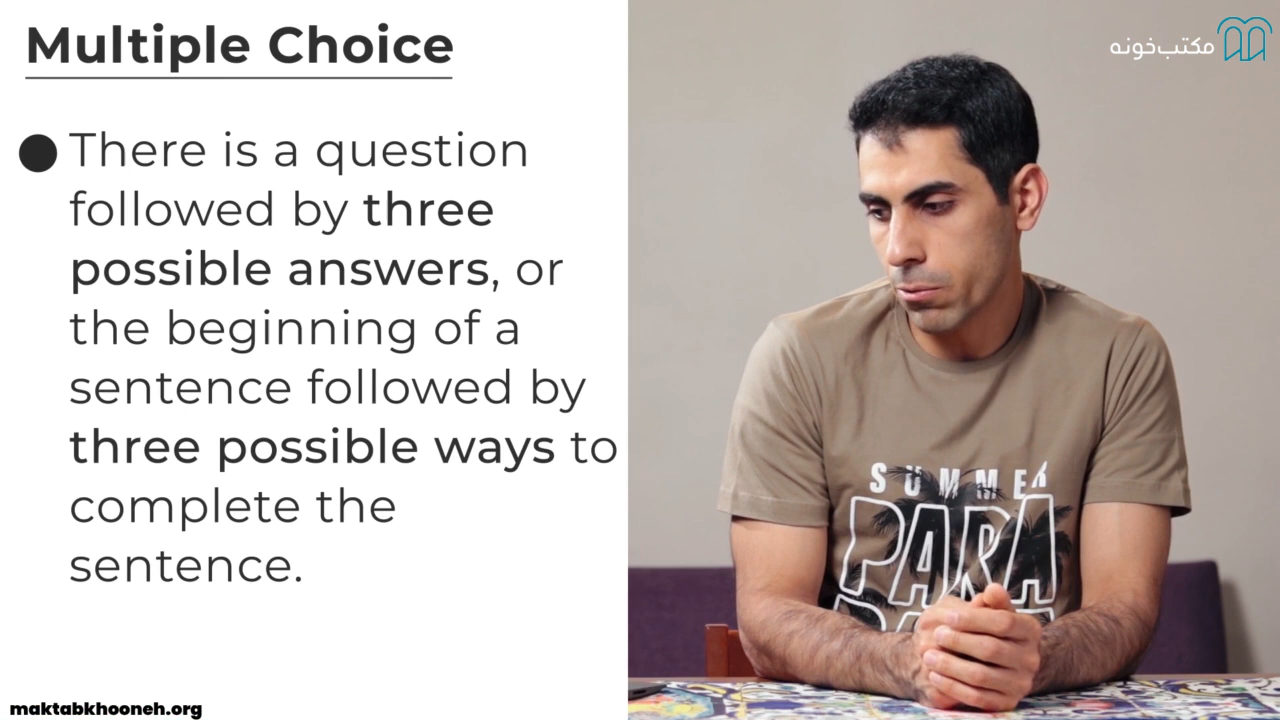 Multiple Choice
● There is a question
followed by three
possible answers, or
the beginning of a
sentence followed by
three possible ways to
complete the
sentence.
maktabkhooneh.org
مکتب‌خونه
SUMMER
PARA